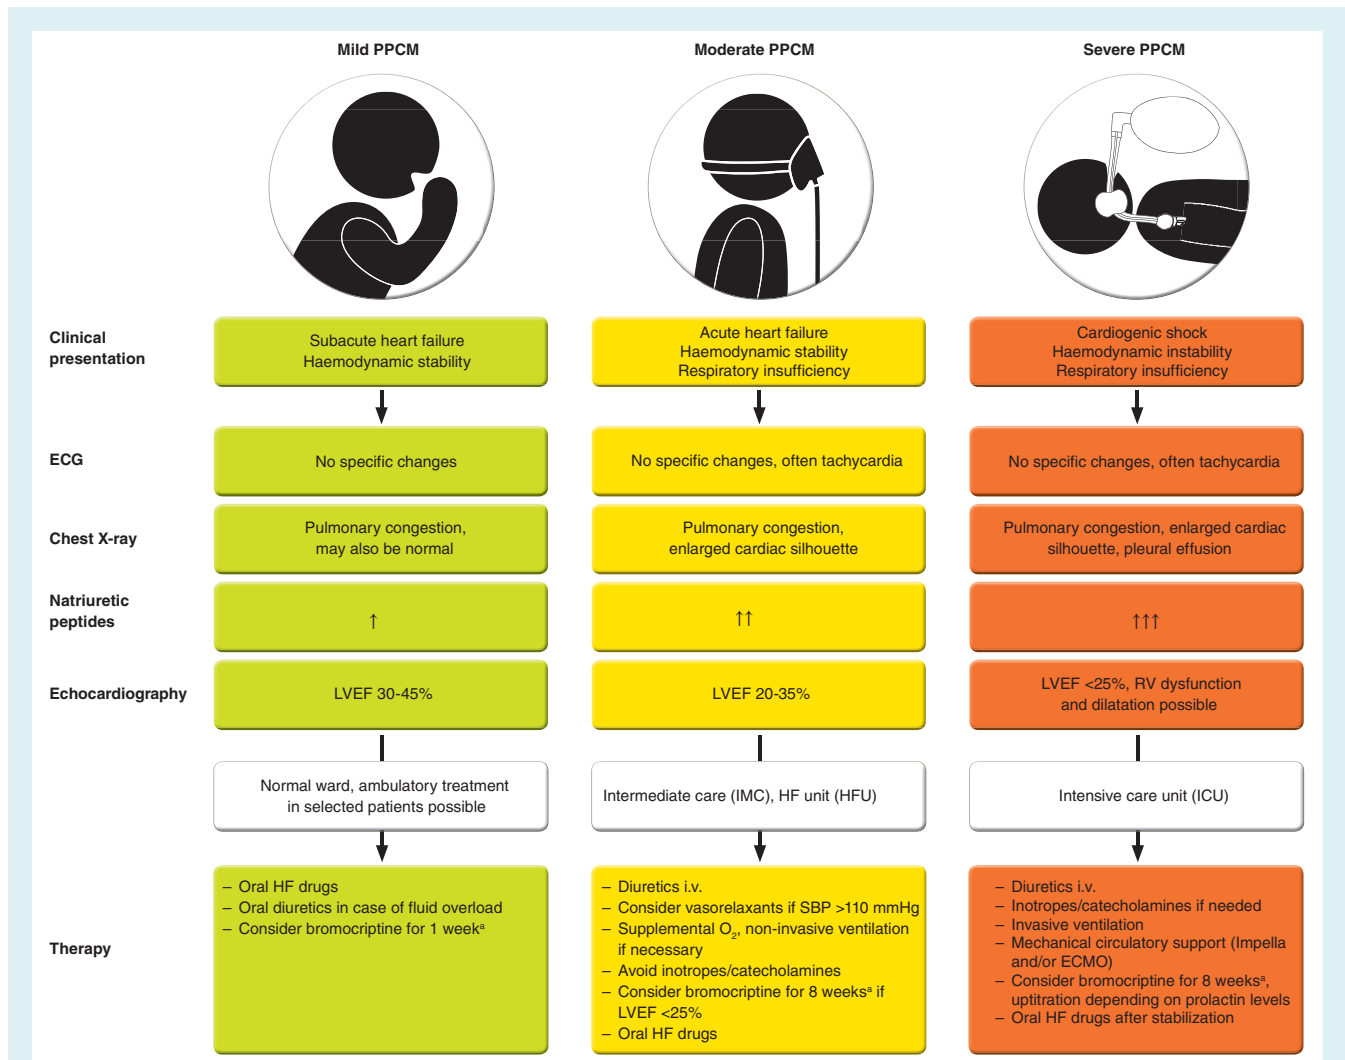 Mild PPCM
Moderate PPCM
Severe PPCM
Clinical
presentation
Subacute heart failure
Haemodynamic stability
Acute heart failure
Haemodynamic stability
Respiratory insufficiency
Cardiogenic shock
Haemodynamic instability
Respiratory insufficiency
ECG
No specific changes
No specific changes, often tachycardia
No specific changes, often tachycardia
Chest X-ray
Pulmonary congestion,
may also be normal
Pulmonary congestion,
enlarged cardiac silhouette
Pulmonary congestion, enlarged cardiac
silhouette, pleural effusion
Natriuretic
peptides
↑
↑↑
↑↑↑
Echocardiography
LVEF 30-45%
LVEF 20-35%
LVEF <25%, RV dysfunction
and dilatation possible
Normal ward, ambulatory treatment
in selected patients possible
Intermediate care (IMC), HF unit (HFU)
Intensive care unit (ICU)
Therapy
– Oral HF drugs
– Oral diuretics in case of fluid overload
– Consider bromocriptine for 1 weekᵃ
– Diuretics i.v.
– Consider vasorelaxants if SBP >110 mmHg
– Supplemental O₂, non-invasive ventilation
if necessary
– Avoid inotropes/catecholamines
– Consider bromocriptine for 8 weeksᵃ if
LVEF <25%
– Oral HF drugs
– Diuretics i.v.
– Inotropes/catecholamines if needed
– Invasive ventilation
– Mechanical circulatory support (Impella
and/or ECMO)
– Consider bromocriptine for 8 weeksᵃ,
uptitration depending on prolactin levels
– Oral HF drugs after stabilization